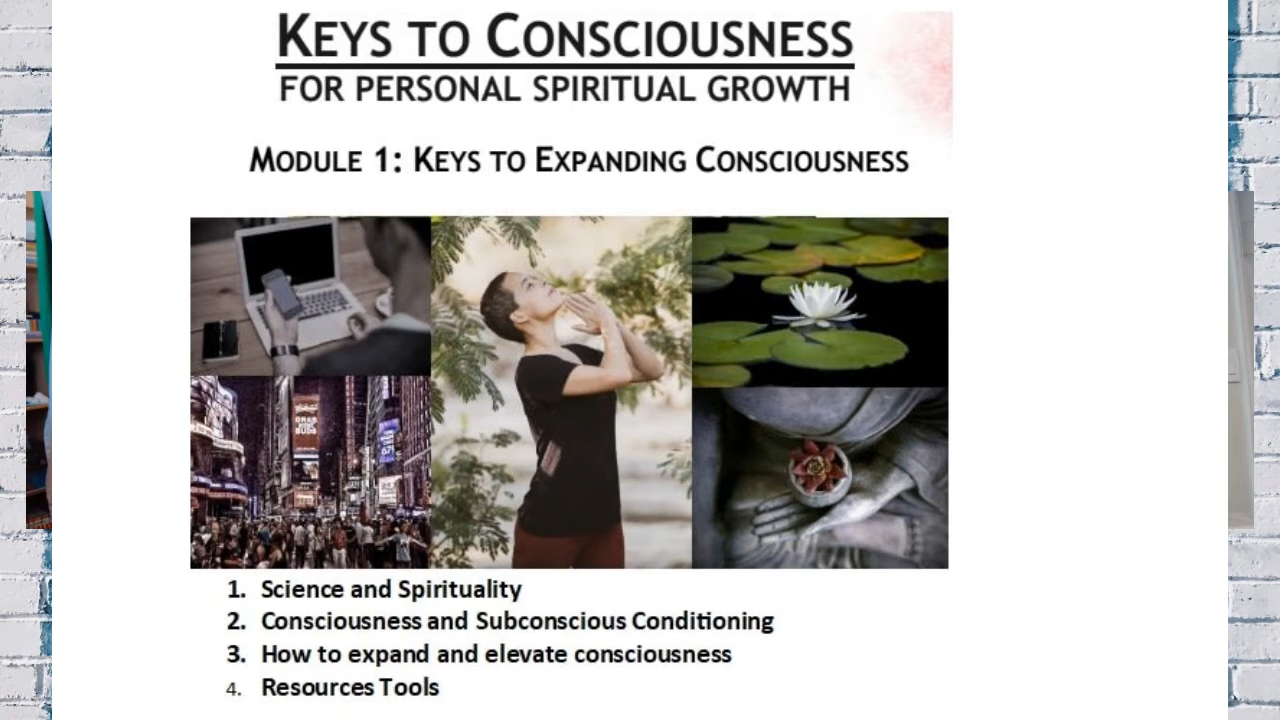 KEYS TO CONSCIOUSNESS
FOR PERSONAL SPIRITUAL GROWTH
MODULE 1: KEYS TO EXPANDING CONSCIOUSNESS
1. Science and Spirituality
2. Consciousness and Subconscious Conditioning
3. How to expand and elevate consciousness
4. Resources Tools